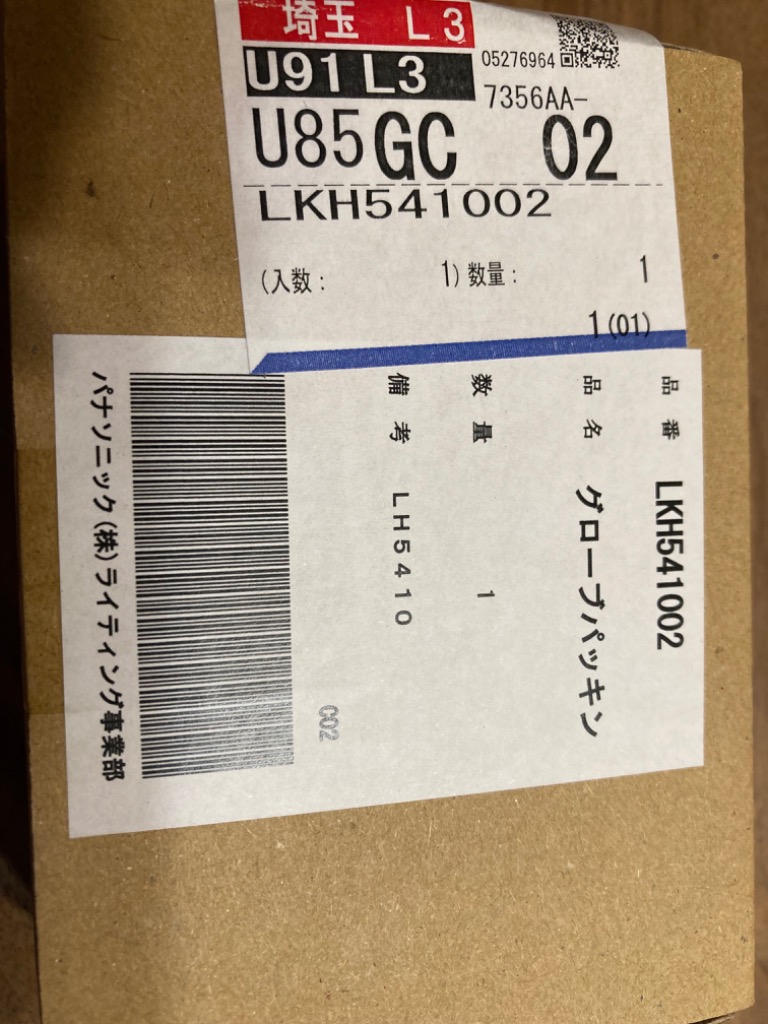 埼玉 L3
U91 L3
05276964
7356AA-
U85GC 02
LKH541002
(入数: 1) 数量: 1
1(01)
品番 LKH541002
品名 グローブパッキン
数量 1
備考 LH5410
C02
パナソニック(株)ライティング事業部